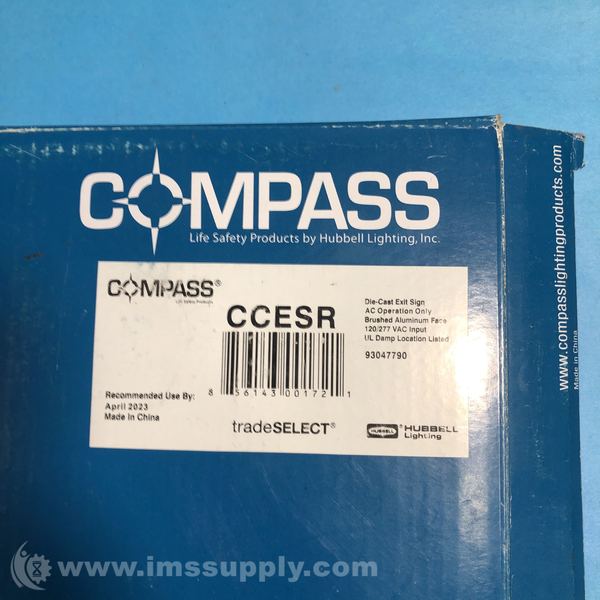 COMPASS
Life Safety Products by Hubbell Lighting, Inc.
COMPASS®
Life Safety Products
CCESR
Die-Cast Exit Sign
AC Operation Only
Brushed Aluminum Face
120/277 VAC Input
UL Damp Location Listed
93047790
8 56143 00172 1
Recommended Use By:
April 2023
Made in China
tradeSELECT®
HUBBELL
HUBBELL
Lighting
www.compasslightingproducts.com
Made in China
www.imssupply.com